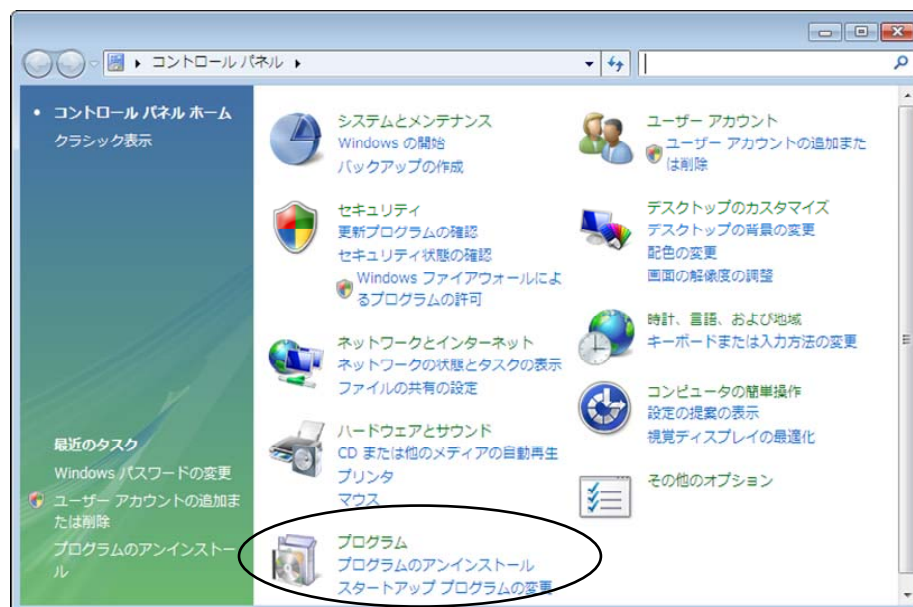 コントロール パネル
コントロール パネル ホーム
クラシック表示
最近のタスク
Windows パスワードの変更
ユーザー アカウントの追加ま
たは削除
プログラムのアンインストー
ル
システムとメンテナンス
Windows の開始
バックアップの作成
セキュリティ
更新プログラムの確認
セキュリティ状態の確認
Windows ファイアウォールによ
るプログラムの許可
ネットワークとインターネット
ネットワークの状態とタスクの表示
ファイルの共有の設定
ハードウェアとサウンド
CD または他のメディアの自動再生
プリンタ
マウス
プログラム
プログラムのアンインストール
スタートアップ プログラムの変更
ユーザー アカウント
ユーザー アカウントの追加また
は削除
デスクトップのカスタマイズ
デスクトップの背景の変更
配色の変更
画面の解像度の調整
時計、言語、および地域
キーボードまたは入力方法の変更
コンピュータの簡単操作
設定の提案の表示
視覚ディスプレイの最適化
その他のオプション